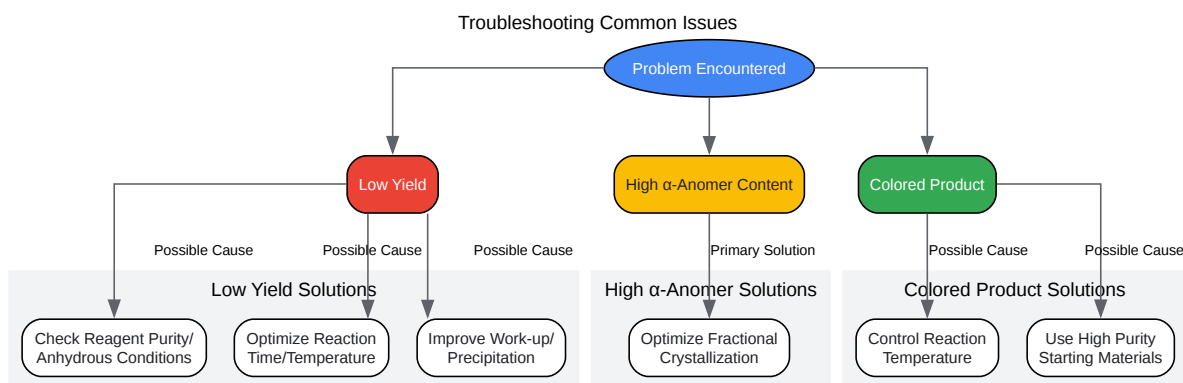 Troubleshooting Common Issues
Problem Encountered
Low Yield
High α-Anomer Content
Colored Product
Possible Cause
Possible Cause
Possible Cause
Primary Solution
Possible Cause
Possible Cause
Low Yield Solutions
High α-Anomer Solutions
Colored Product Solutions
Check Reagent Purity/
Anhydrous Conditions
Optimize Reaction
Time/Temperature
Improve Work-up/
Precipitation
Optimize Fractional
Crystallization
Control Reaction
Temperature
Use High Purity
Starting Materials